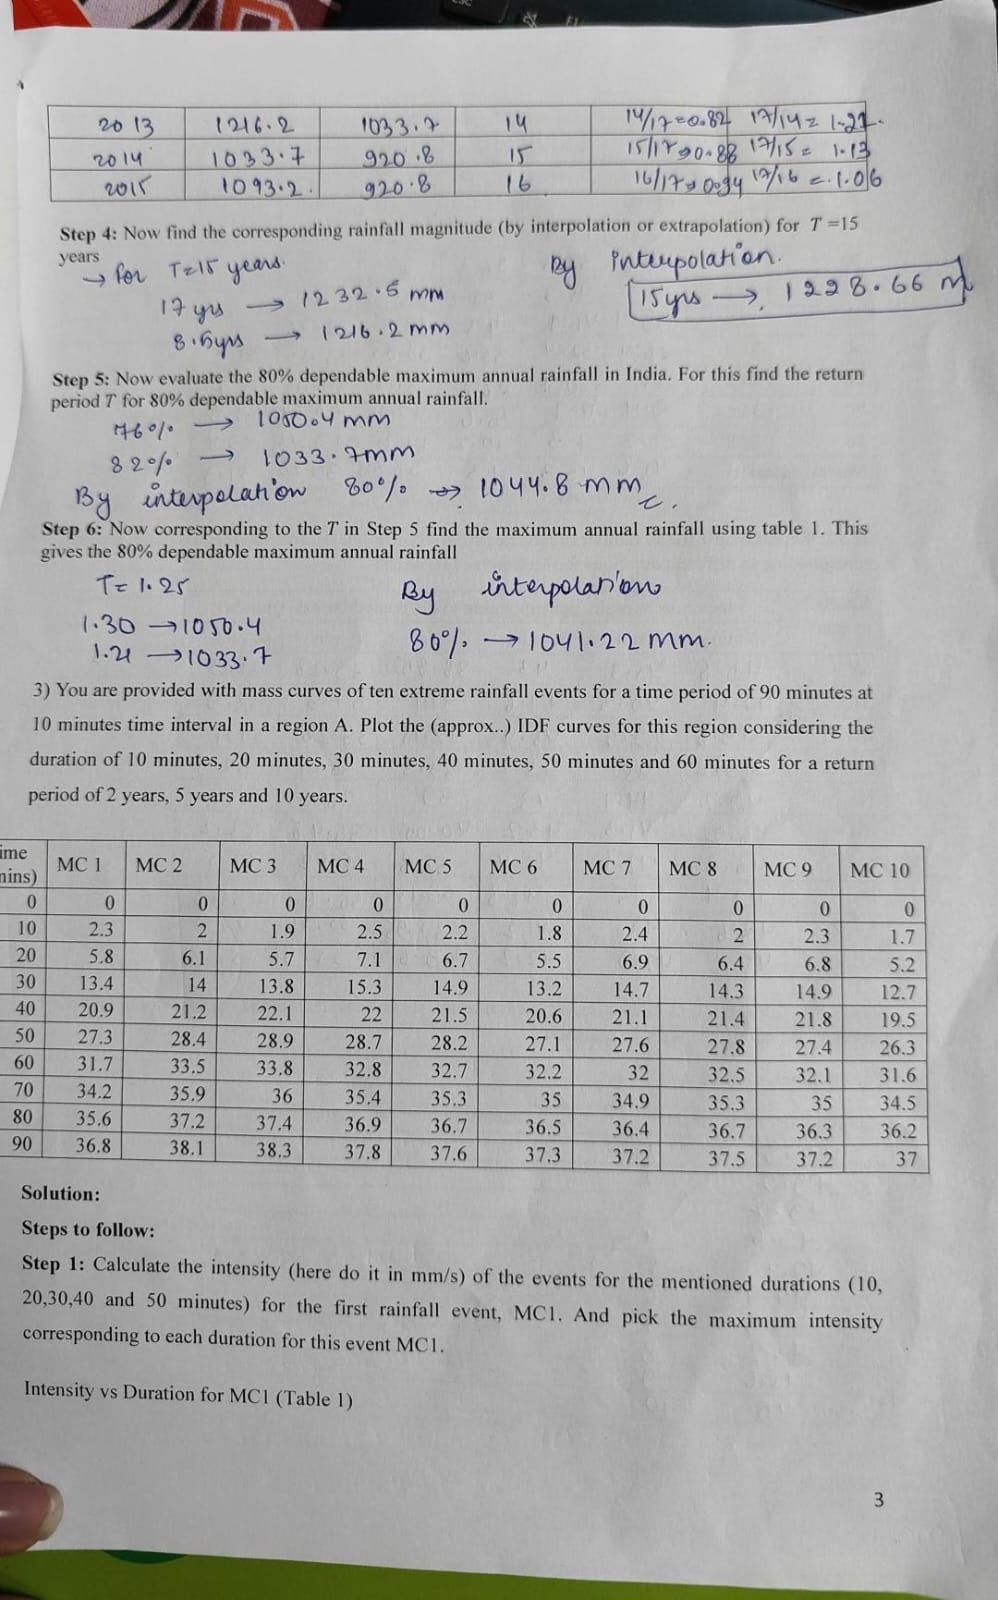 2013 1216.2 1033.7 14 14/17=0.82 17/14=1.21
2014 1033.7 920.8 15 15/17=0.88 17/15=1.13
2015 1093.2 920.8 16 16/17=0.94 17/16=1.06
Step 4: Now find the corresponding rainfall magnitude (by interpolation or extrapolation) for T =15
years
→ for T=15 years. By interpolation.
17 yrs → 1232.5 mm 15yrs → 1228.66 m
8.5yrs → 1216.2 mm
Step 5: Now evaluate the 80% dependable maximum annual rainfall in India. For this find the return
period T for 80% dependable maximum annual rainfall.
76% → 1050.4 mm
82% → 1033.7mm
By interpolation 80% → 1044.8 mm
Step 6: Now corresponding to the T in Step 5 find the maximum annual rainfall using table 1. This
gives the 80% dependable maximum annual rainfall
T= 1.25 By interpolation
1.30 →1050.4 80% → 1041.22 mm.
1.21 →1033.7
3) You are provided with mass curves of ten extreme rainfall events for a time period of 90 minutes at
10 minutes time interval in a region A. Plot the (approx..) IDF curves for this region considering the
duration of 10 minutes, 20 minutes, 30 minutes, 40 minutes, 50 minutes and 60 minutes for a return
period of 2 years, 5 years and 10 years.
ime MC 1 MC 2 MC 3 MC 4 MC 5 MC 6 MC 7 MC 8 MC 9 MC 10
nins)
0 0 0 0 0 0 0 0 0 0 0
10 2.3 2 1.9 2.5 2.2 1.8 2.4 2 2.3 1.7
20 5.8 6.1 5.7 7.1 6.7 5.5 6.9 6.4 6.8 5.2
30 13.4 14 13.8 15.3 14.9 13.2 14.7 14.3 14.9 12.7
40 20.9 21.2 22.1 22 21.5 20.6 21.1 21.4 21.8 19.5
50 27.3 28.4 28.9 28.7 28.2 27.1 27.6 27.8 27.4 26.3
60 31.7 33.5 33.8 32.8 32.7 32.2 32 32.5 32.1 31.6
70 34.2 35.9 36 35.4 35.3 35 34.9 35.3 35 34.5
80 35.6 37.2 37.4 36.9 36.7 36.5 36.4 36.7 36.3 36.2
90 36.8 38.1 38.3 37.8 37.6 37.3 37.2 37.5 37.2 37
Solution:
Steps to follow:
Step 1: Calculate the intensity (here do it in mm/s) of the events for the mentioned durations (10,
20,30,40 and 50 minutes) for the first rainfall event, MC1. And pick the maximum intensity
corresponding to each duration for this event MC1.
Intensity vs Duration for MC1 (Table 1)
3